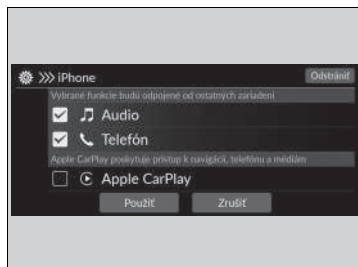 iPhone
Odstrániť
Vybrané funkcie budú odpojené od ostatných zariadení
Audio
Telefón
Apple CarPlay poskytuje prístup k navigácii, telefónu a médiám
Apple CarPlay
Použiť
Zrušiť